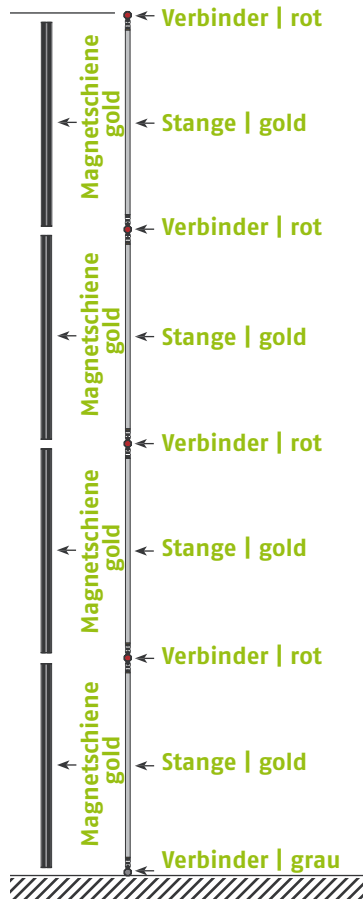 Verbinder | rot
Magnetschiene
gold
Stange | gold
Verbinder | rot
Magnetschiene
gold
Stange | gold
Verbinder | rot
Magnetschiene
gold
Stange | gold
Verbinder | rot
Magnetschiene
gold
Stange | gold
Verbinder | grau